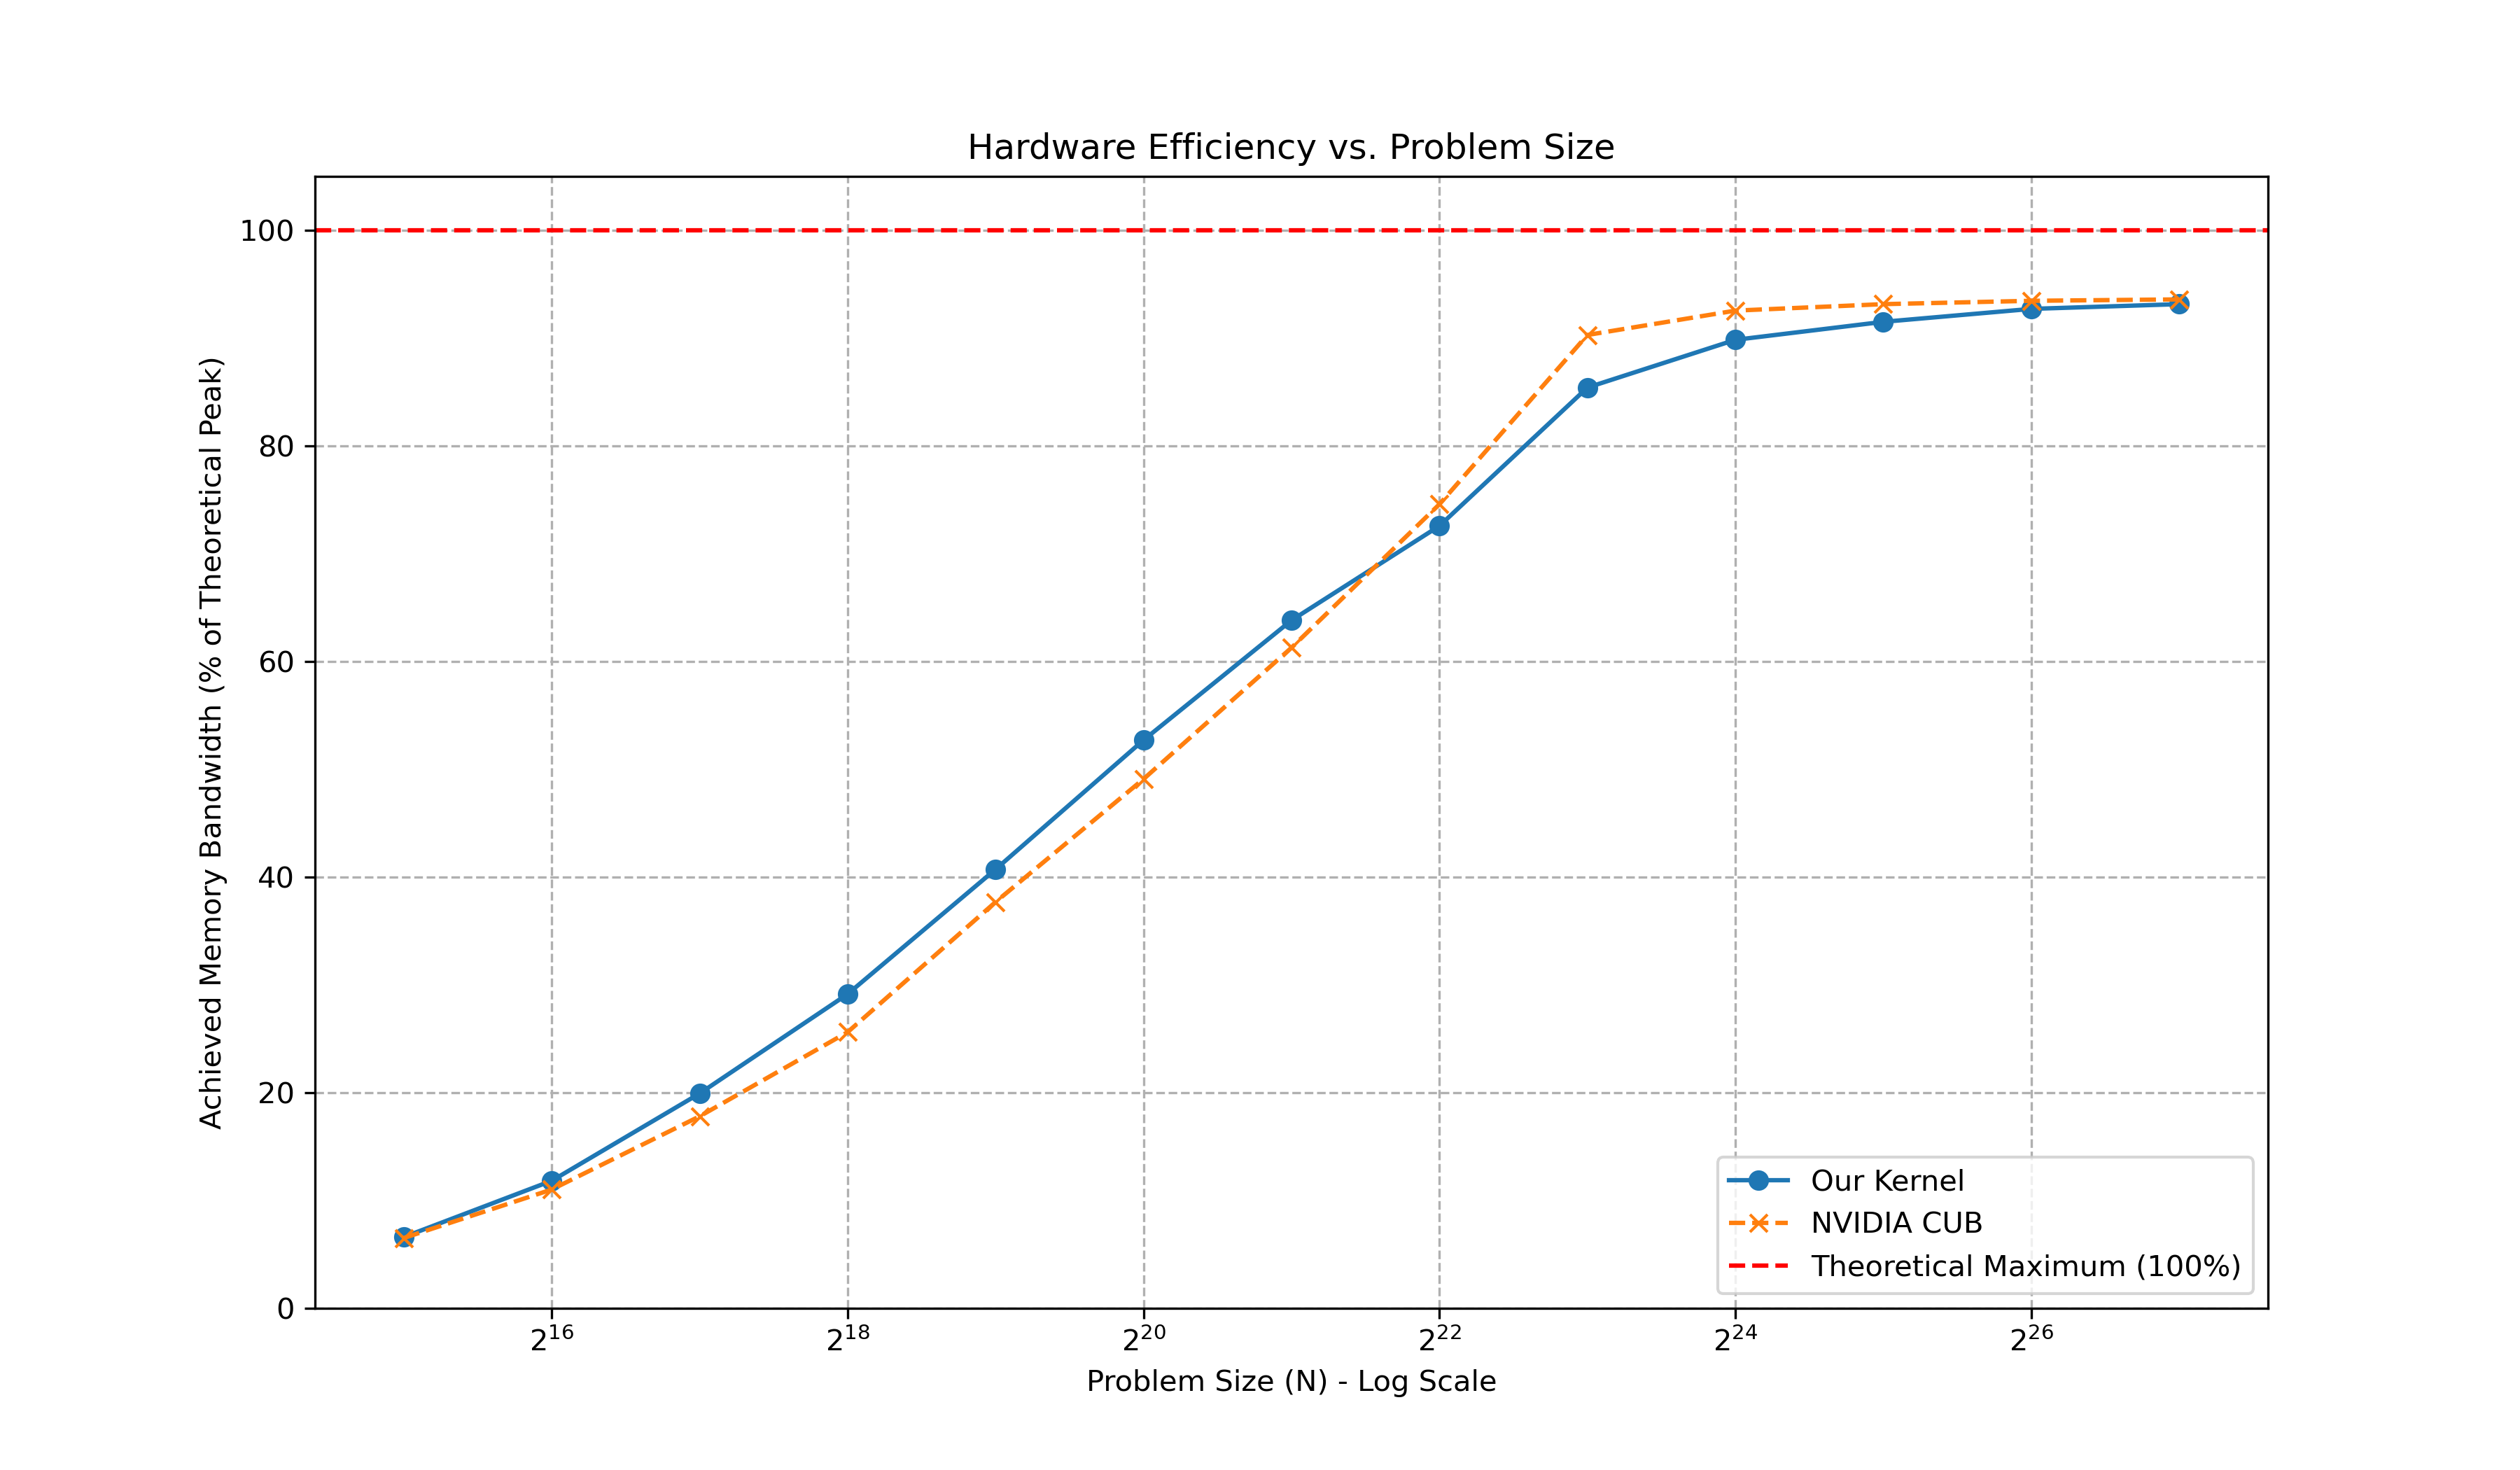 Hardware Efficiency vs. Problem Size
Achieved Memory Bandwidth (% of Theoretical Peak)
100
80
60
40
20
0
2^16
2^18
2^20
2^22
2^24
2^26
Problem Size (N) - Log Scale
Our Kernel
NVIDIA CUB
Theoretical Maximum (100%)